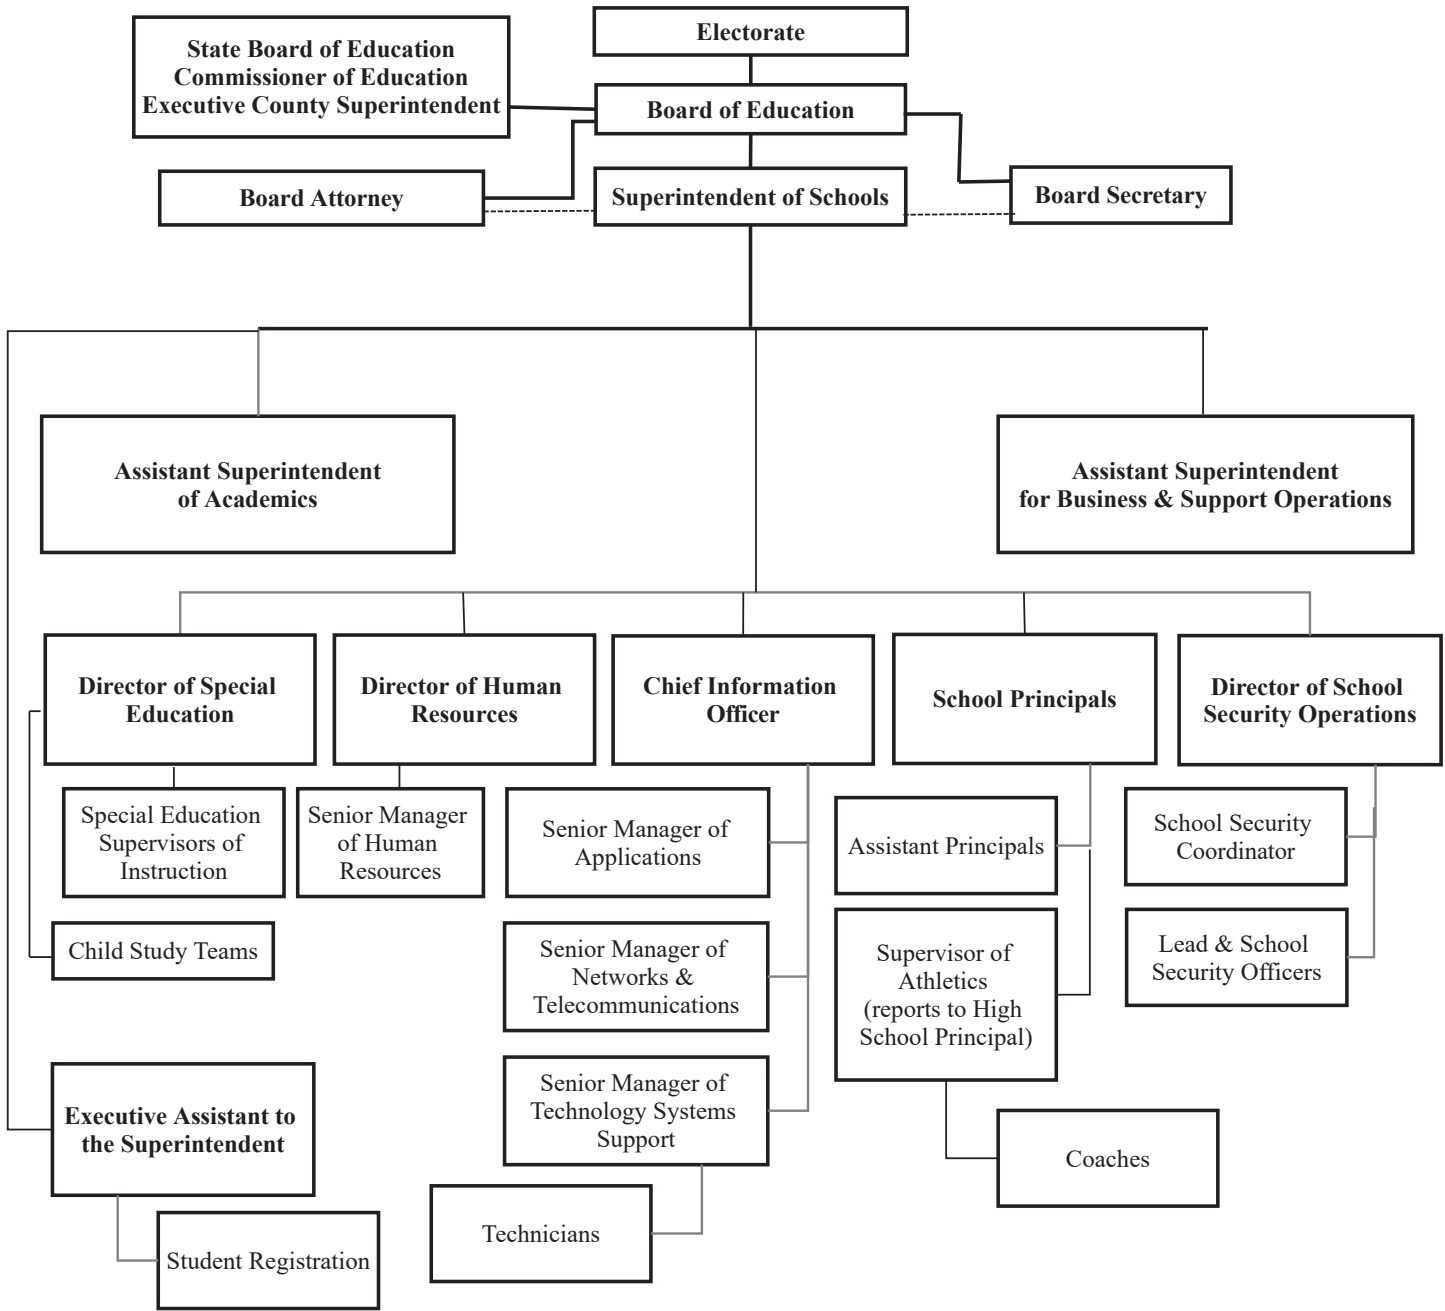 Electorate
State Board of Education
Commissioner of Education
Executive County Superintendent
Board of Education
Board Attorney
Superintendent of Schools
Board Secretary
Assistant Superintendent
of Academics
Assistant Superintendent
for Business & Support Operations
Director of Special
Education
Director of Human
Resources
Chief Information
Officer
School Principals
Director of School
Security Operations
Special Education
Supervisors of
Instruction
Senior Manager
of Human
Resources
Senior Manager of
Applications
Assistant Principals
School Security
Coordinator
Child Study Teams
Senior Manager of
Networks &
Telecommunications
Supervisor of
Athletics
(reports to High
School Principal)
Lead & School
Security Officers
Executive Assistant to
the Superintendent
Senior Manager of
Technology Systems
Support
Coaches
Student Registration
Technicians